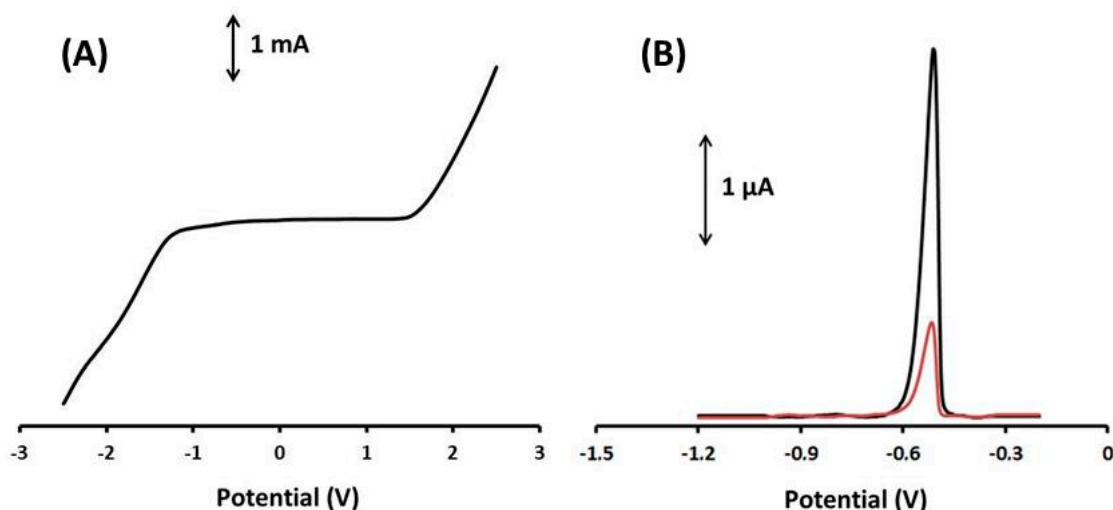 (A)
1 mA
-3 -2 -1 0 1 2 3
Potential (V)
(B)
1 µA
-1.5 -1.2 -0.9 -0.6 -0.3 0
Potential (V)